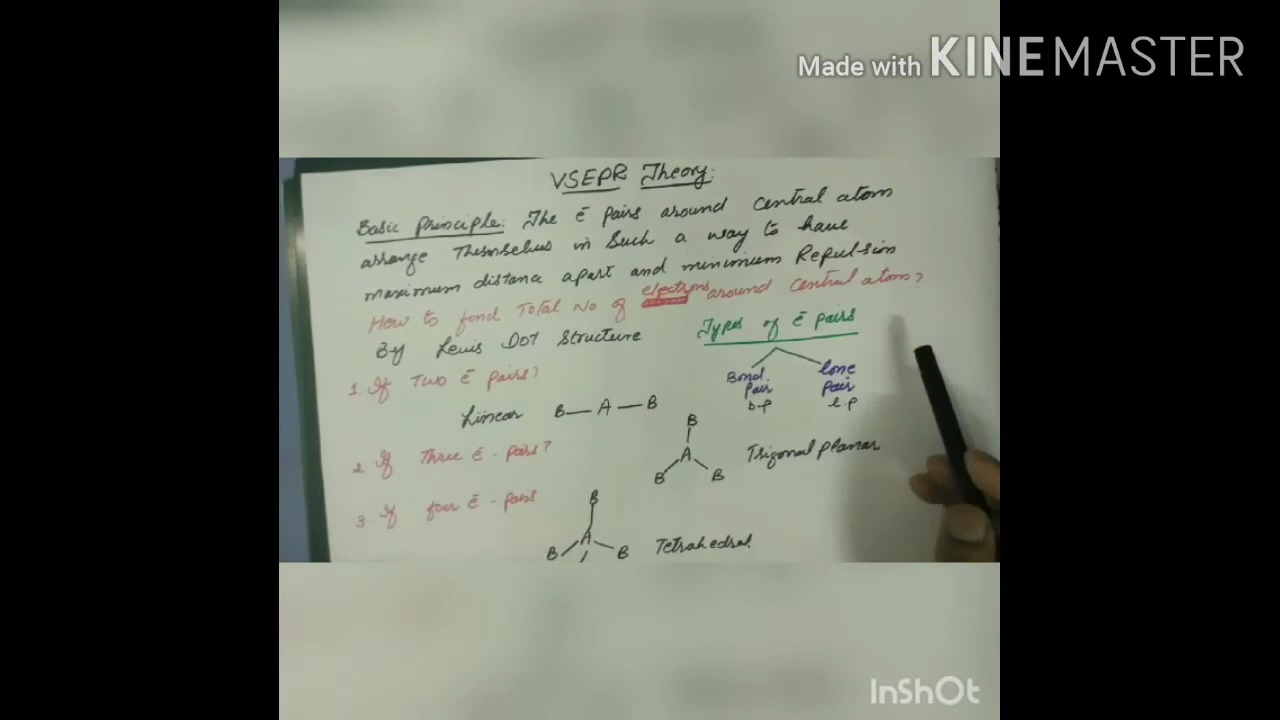 Made with KINEMASTER
VSEPR Theory:
Basic Principle: The ē pairs around central atom
arrange Themselves in Such a way to have
maximum distance apart and minimum Repulsion
How to find Total No of electrons around central atom?
By Lewis DOT Structure
Types of ē pairs
Bond pair b.p
lone pair l.p
1. If Two ē pairs?
Linear B — A — B
2. If Three ē - pairs?
B
A
B B
Trigonal planar
3. If four ē - pairs
B
A
B B
Tetrahedral
InShOt